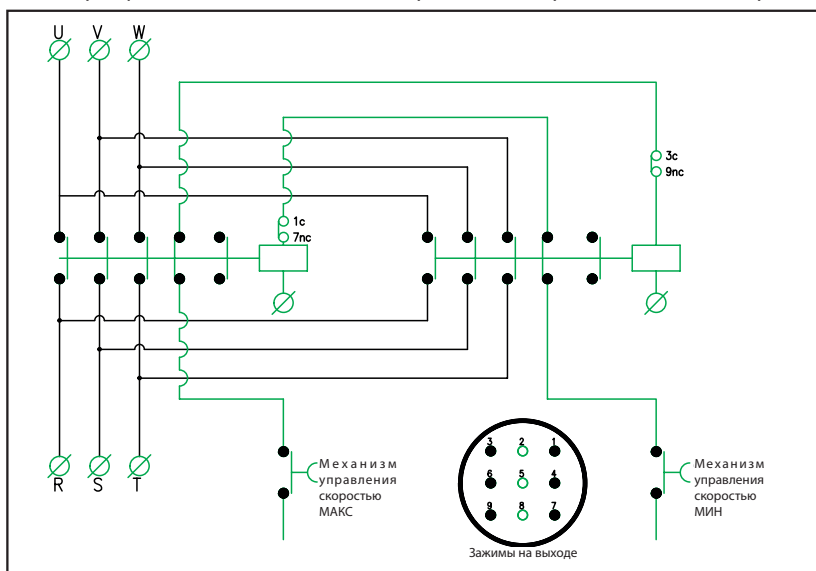 U V W
3c
9nc
1c
7nc
R S T
Механизм
управления
скоростью
МАКС
3 2 1
6 5 4
9 8 7
Зажимы на выходе
Механизм
управления
скоростью
МИН